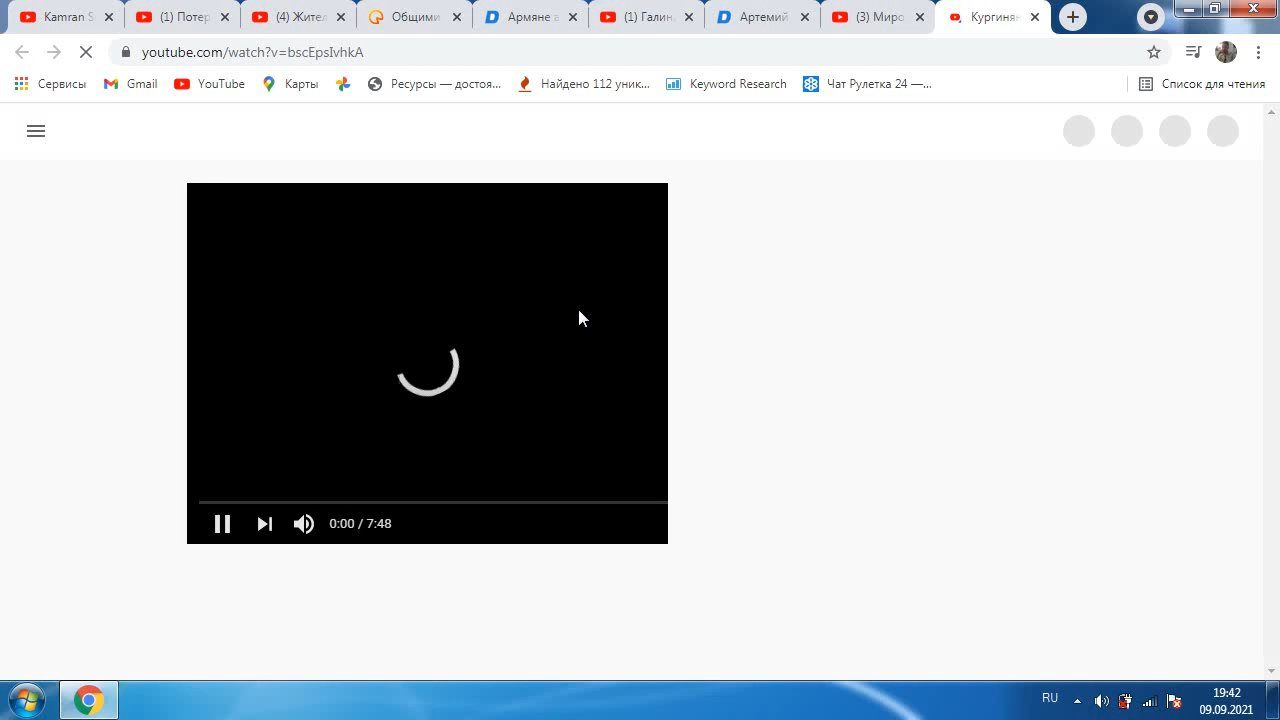 Kamran S (1) Потер (4) Жител Общими Армяне в (1) Галин (3) Миро Артемий Кургинян
youtube.com/watch?v=bscEpsIvhkA
Сервисы Gmail YouTube Карты Ресурсы — достоя... Найдено 112 уник... Keyword Research Чат Рулетка 24 —... Список для чтения
0:00 / 7:48
RU 19:42
09.09.2021